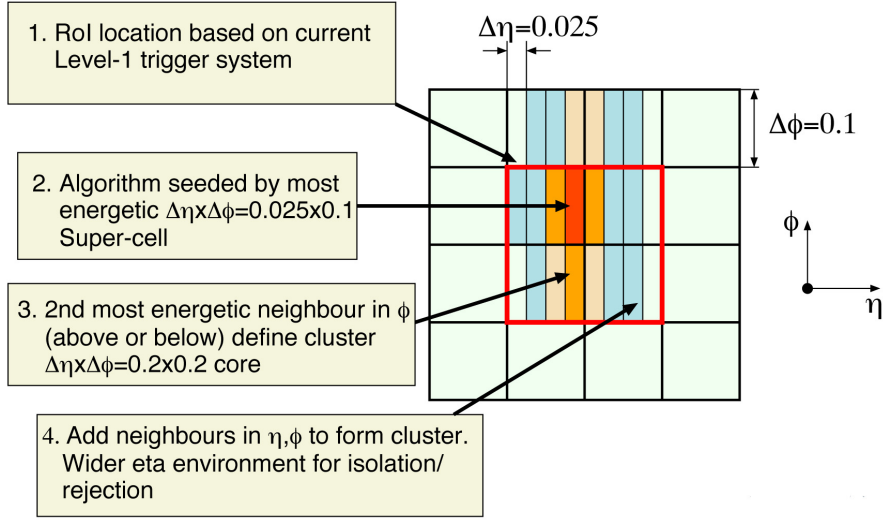 1. RoI location based on current
Level-1 trigger system
Δη=0.025
Δϕ=0.1
2. Algorithm seeded by most
energetic ΔηxΔϕ=0.025x0.1
Super-cell
ϕ
η
3. 2nd most energetic neighbour in ϕ
(above or below) define cluster
ΔηxΔϕ=0.2x0.2 core
4. Add neighbours in η,ϕ to form cluster.
Wider eta environment for isolation/
rejection